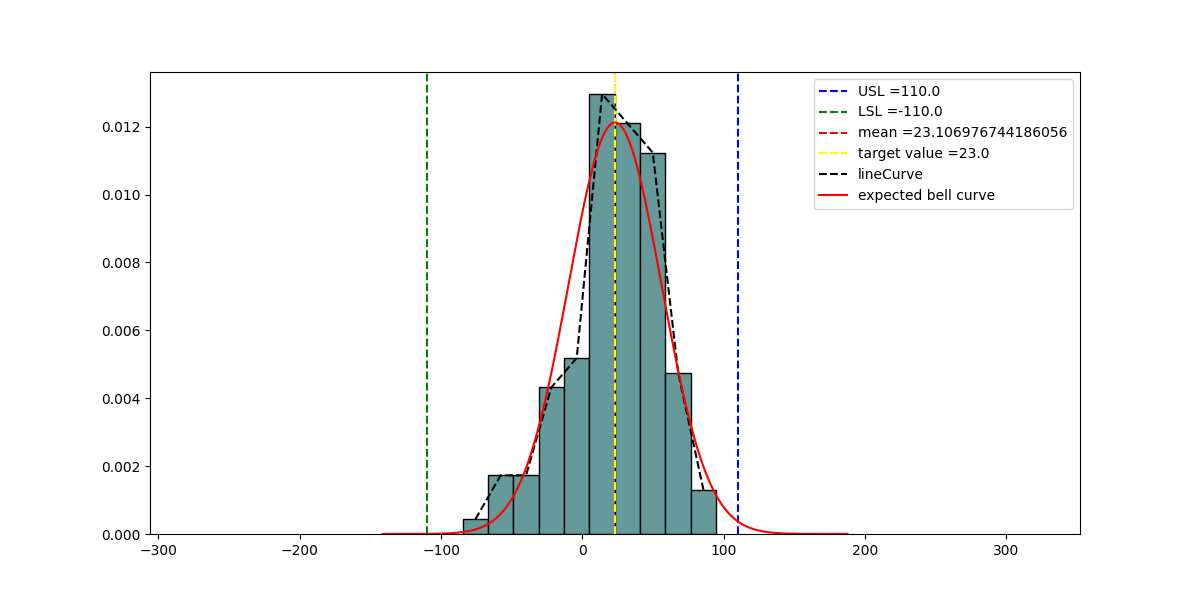 USL =110.0
LSL =-110.0
mean =23.106976744186056
target value =23.0
lineCurve
expected bell curve
0.012
0.010
0.008
0.006
0.004
0.002
0.000
−300
−200
−100
0
100
200
300